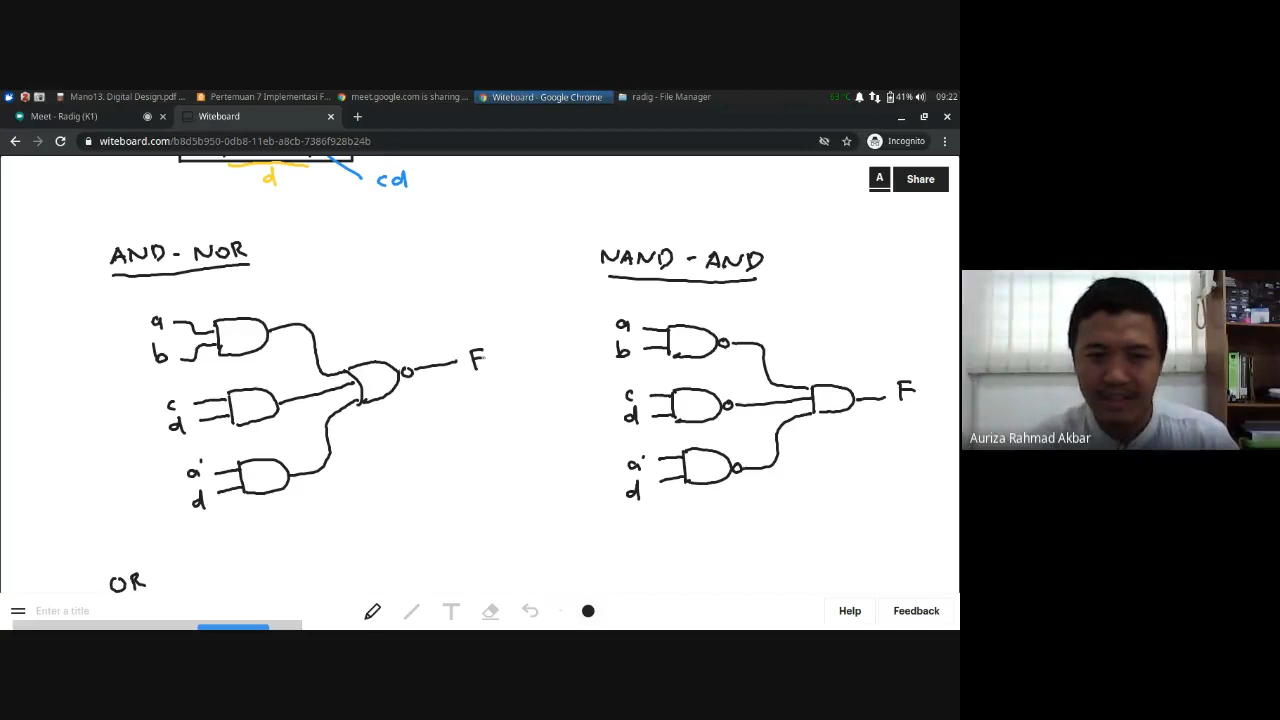 Mano13. Digital Design.pdf ...
Pertemuan 7 Implementasi F...
meet.google.com is sharing ...
Witeboard - Google Chrome
radig - File Manager
63°C
41%
09:22
Meet - Radig (K1)
Witeboard
witeboard.com/b8d5b950-0db8-11eb-a8cb-7386f928b24b
Incognito
d
cd
A
Share
AND - NOR
NAND - AND
a
b
c
d
a'
d
F
a
b
c
d
a'
d
F
Auriza Rahmad Akbar
OR
Enter a title
T
Help
Feedback